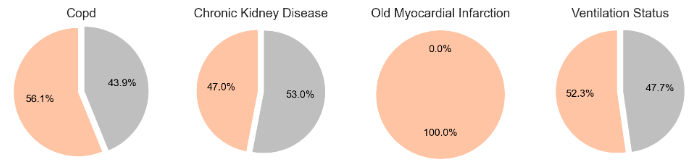 Copd
56.1%
43.9%
Chronic Kidney Disease
47.0%
53.0%
Old Myocardial Infarction
0.0%
100.0%
Ventilation Status
52.3%
47.7%